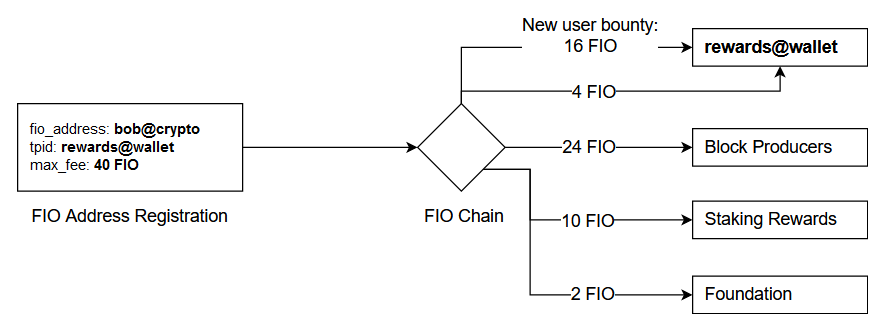 New user bounty:
16 FIO
rewards@wallet
4 FIO
fio_address: bob@crypto
tpid: rewards@wallet
max_fee: 40 FIO
24 FIO
Block Producers
FIO Address Registration
FIO Chain
10 FIO
Staking Rewards
2 FIO
Foundation